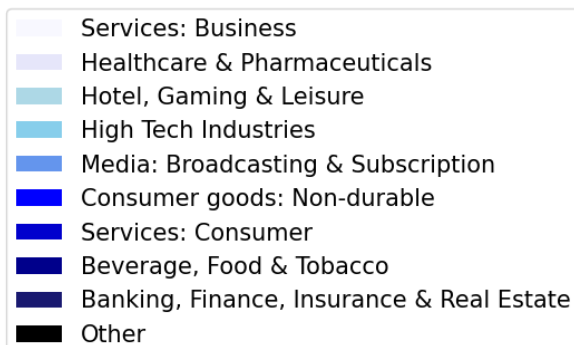 Services: Business
Healthcare & Pharmaceuticals
Hotel, Gaming & Leisure
High Tech Industries
Media: Broadcasting & Subscription
Consumer goods: Non-durable
Services: Consumer
Beverage, Food & Tobacco
Banking, Finance, Insurance & Real Estate
Other